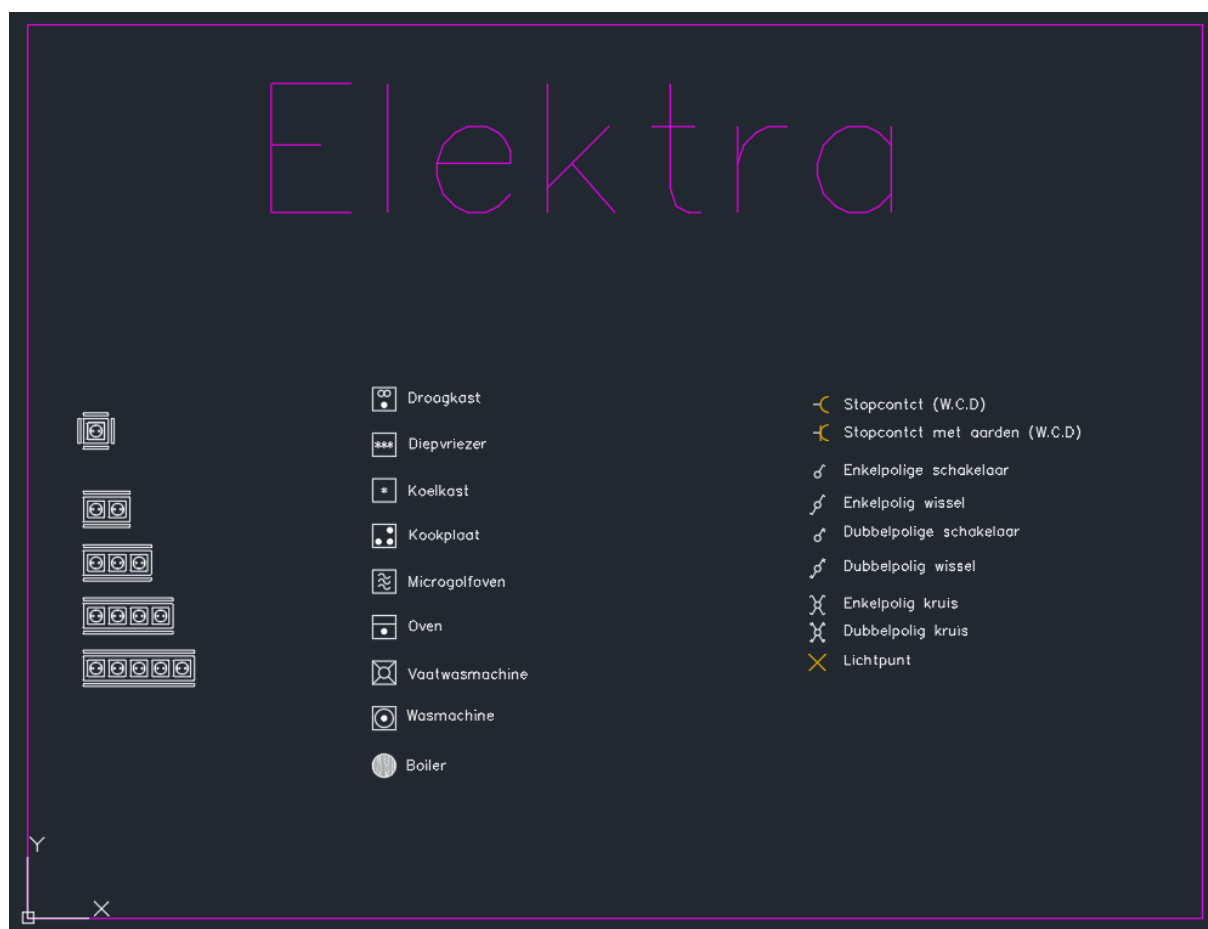 Elektra
Droogkast
Diepvriezer
Koelkast
Kookplaat
Microgolfoven
Oven
Vaatwasmachine
Wasmachine
Boiler
Stopcontct (W.C.D)
Stopcontct met aarden (W.C.D)
Enkelpolige schakelaar
Enkelpolig wissel
Dubbelpolige schakelaar
Dubbelpolig wissel
Enkelpolig kruis
Dubbelpolig kruis
Lichtpunt
Y
X